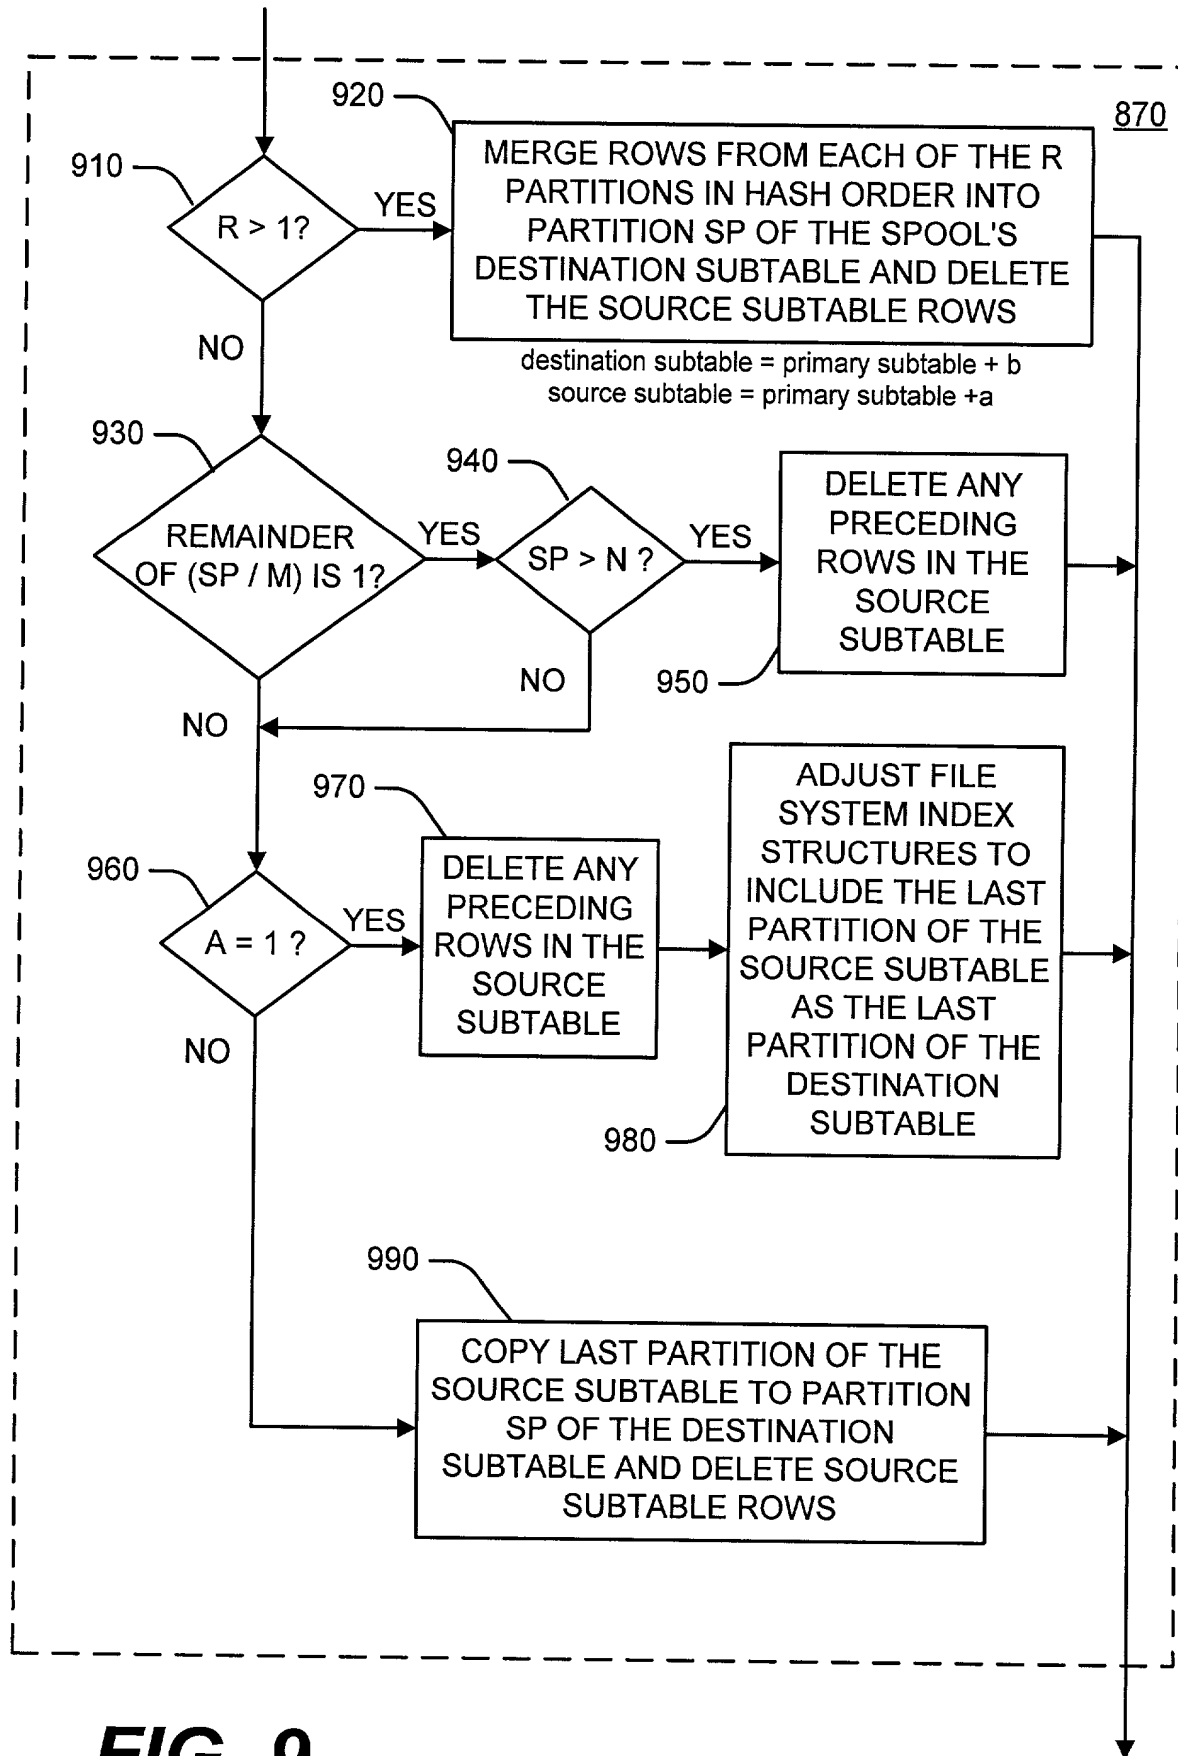 920
870
910
R > 1?
YES
MERGE ROWS FROM EACH OF THE R
PARTITIONS IN HASH ORDER INTO
PARTITION SP OF THE SPOOL'S
DESTINATION SUBTABLE AND DELETE
THE SOURCE SUBTABLE ROWS
NO
destination subtable = primary subtable + b
source subtable = primary subtable +a
930
REMAINDER
OF (SP / M) IS 1?
YES
940
SP > N ?
YES
DELETE ANY
PRECEDING
ROWS IN THE
SOURCE
SUBTABLE
950
NO
NO
960
A = 1 ?
YES
970
DELETE ANY
PRECEDING
ROWS IN THE
SOURCE
SUBTABLE
ADJUST FILE
SYSTEM INDEX
STRUCTURES TO
INCLUDE THE LAST
PARTITION OF THE
SOURCE SUBTABLE
AS THE LAST
PARTITION OF THE
DESTINATION
SUBTABLE
980
NO
990
COPY LAST PARTITION OF THE
SOURCE SUBTABLE TO PARTITION
SP OF THE DESTINATION
SUBTABLE AND DELETE SOURCE
SUBTABLE ROWS
FIG. 9